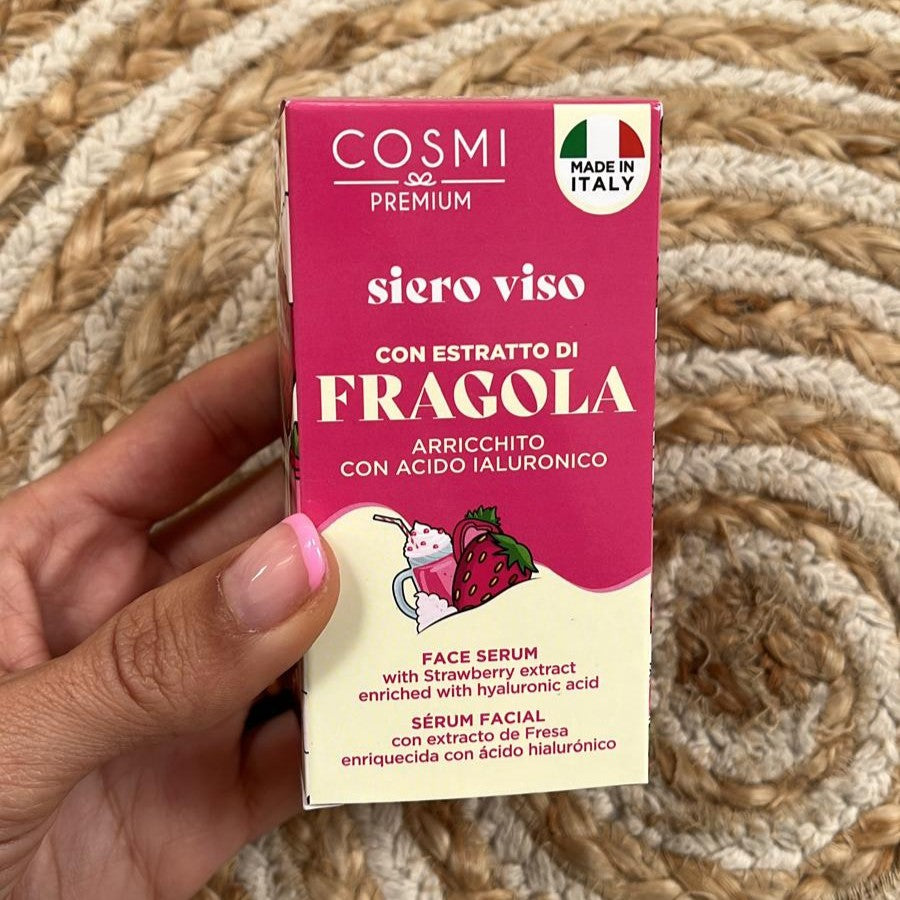 COSMI
PREMIUM
MADE IN
ITALY
siero viso
CON ESTRATTO DI
FRAGOLA
ARRICCHITO
CON ACIDO IALURONICO
FACE SERUM
with Strawberry extract
enriched with hyaluronic acid
SÉRUM FACIAL
con extracto de Fresa
enriquecida con ácido hialurónico